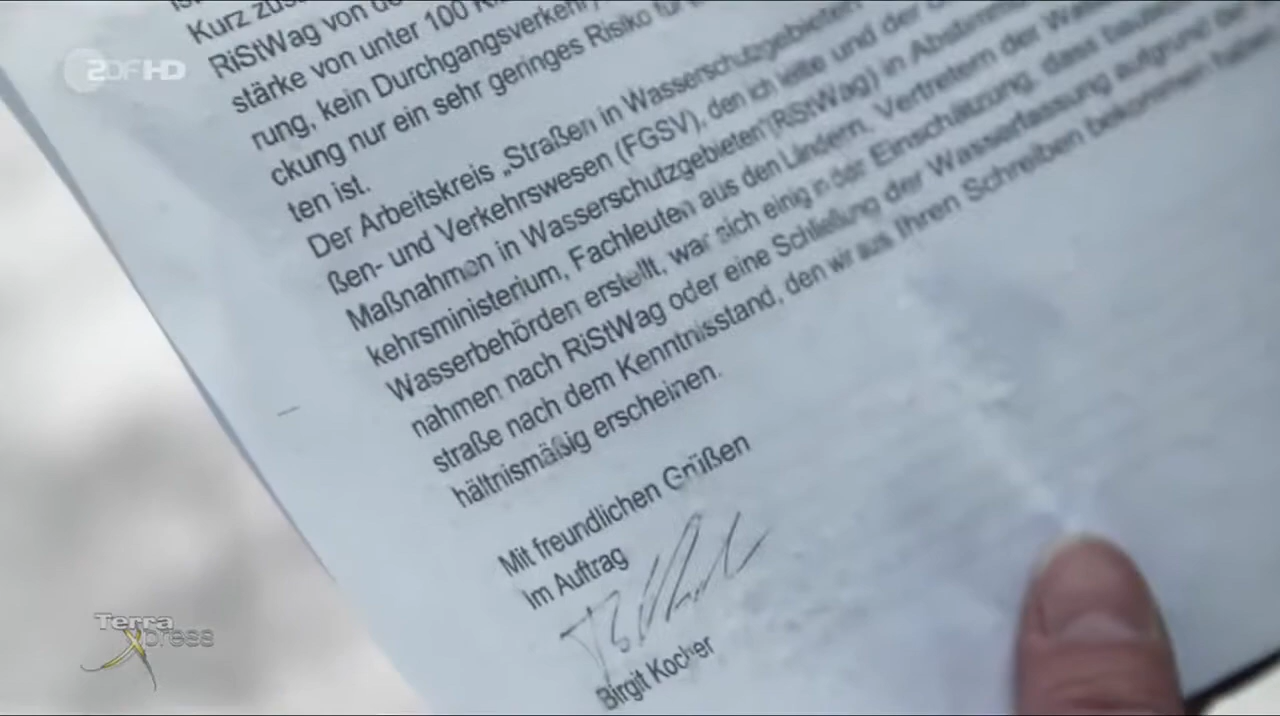 Kurz
RiStWag von
stärke von unter 100
rung, kein Durchgangsverkehr
ckung nur ein sehr geringes Risiko für
ten ist.
Der Arbeitskreis „Straßen in Wasserschutzgebieten
ßen- und Verkehrswesen (FGSV), den ich leite und der
Maßnahmen in Wasserschutzgebieten (RiStWag) in
kehrsministerium, Fachleuten aus den Ländern, Vertretern der
Wasserbehörden erstellt, war sich einig in der Einschätzung, dass
nahmen nach RiStWag oder eine Schließung der Wasserfassung aufgrund der
straße nach dem Kenntnisstand, den wir aus Ihren Schreiben bekommen
hältnismäßig erscheinen.
Mit freundlichen Grüßen
Im Auftrag
Birgit Kocher
ZDF HD
Terra
Xpress